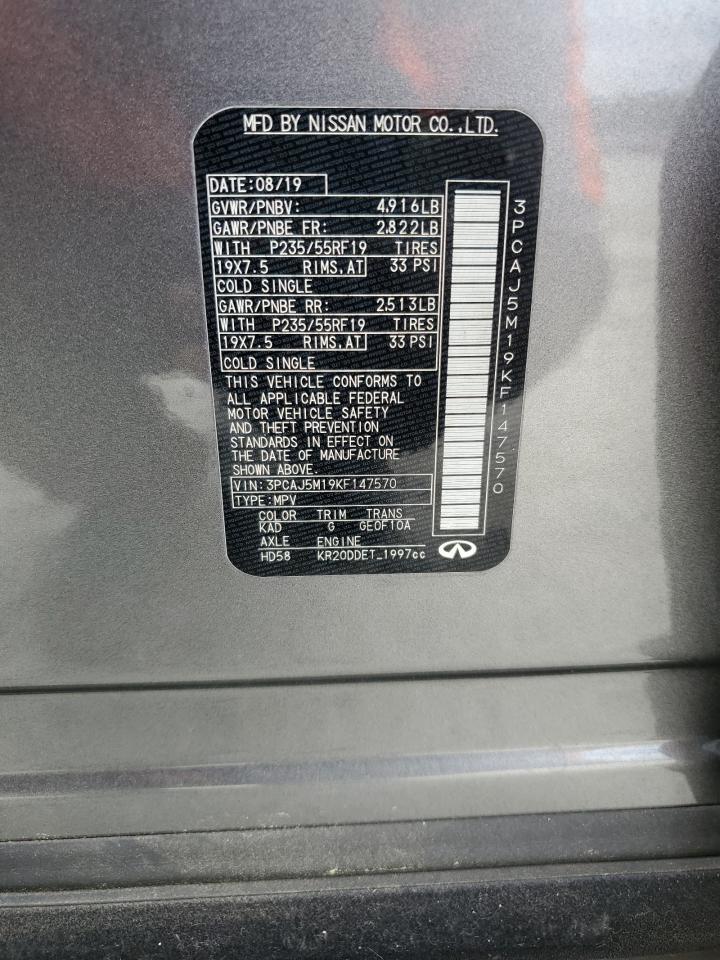 MFD BY NISSAN MOTOR CO.,LTD.
DATE:08/19
GVWR/PNBV: 4,916LB
GAWR/PNBE FR: 2,822LB
WITH P235/55RF19 TIRES
19X7.5 RIMS,AT 33 PSI
COLD SINGLE
GAWR/PNBE RR: 2,513LB
WITH P235/55RF19 TIRES
19X7.5 RIMS,AT 33 PSI
COLD SINGLE
THIS VEHICLE CONFORMS TO
ALL APPLICABLE FEDERAL
MOTOR VEHICLE SAFETY
AND THEFT PREVENTION
STANDARDS IN EFFECT ON
THE DATE OF MANUFACTURE
SHOWN ABOVE.
VIN:3PCAJ5M19KF147570
TYPE:MPV
COLOR TRIM TRANS
KAD G GE0F10A
AXLE ENGINE
HD58 KR20DDET_1997cc
3PCAJ5M19KF147570